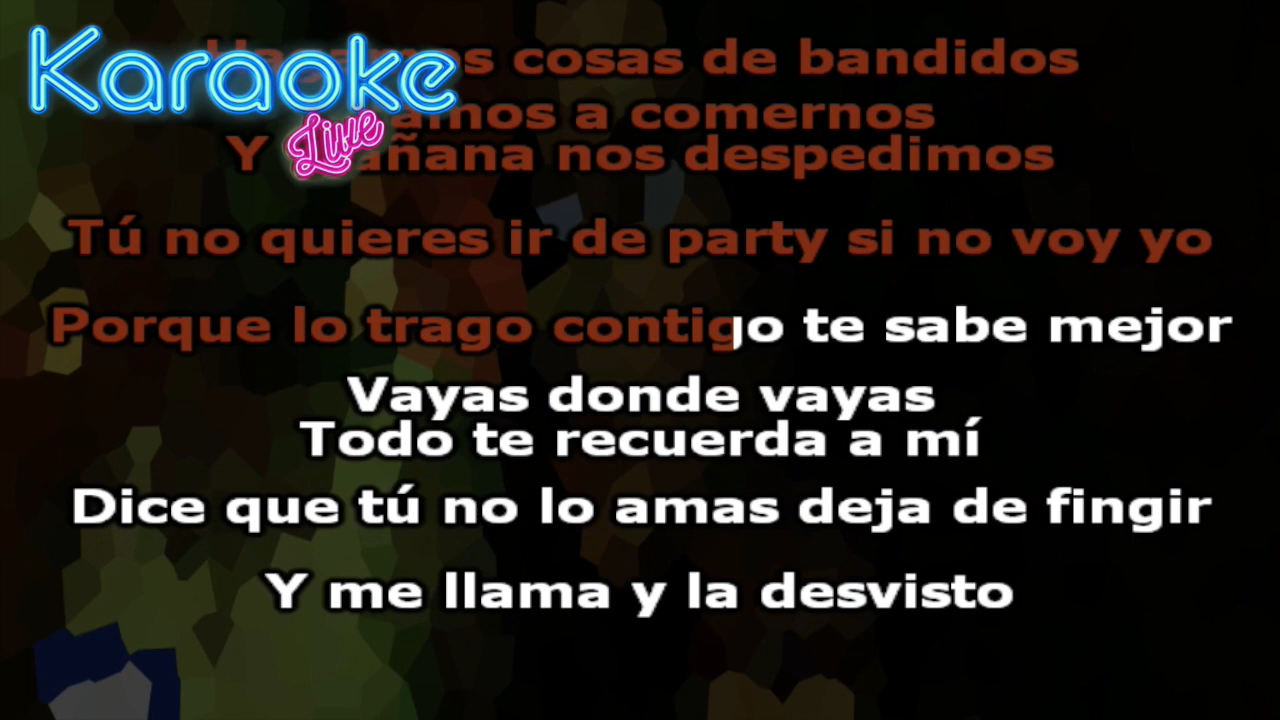 Karaoke
Live
cosas de bandidos
a comernos
Y mañana nos despedimos
Tú no quieres ir de party si no voy yo
Porque lo trago contigo te sabe mejor
Vayas donde vayas
Todo te recuerda a mí
Dice que tú no lo amas deja de fingir
Y me llama y la desvisto